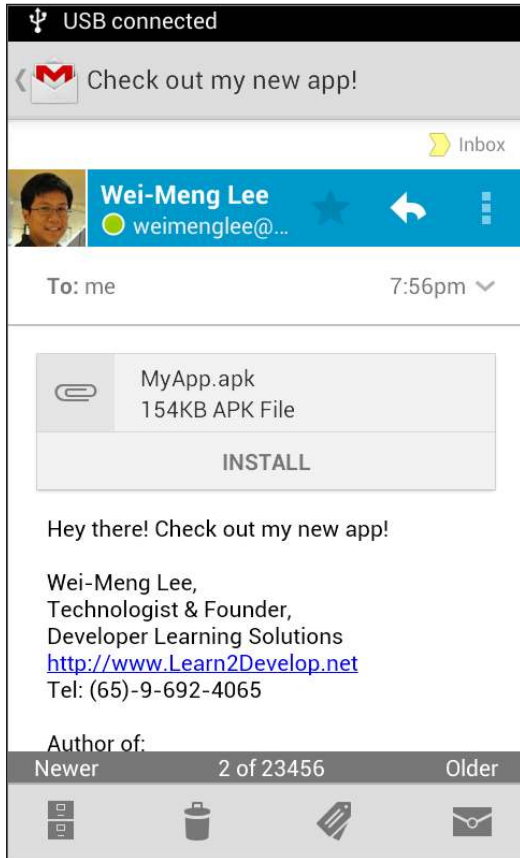 USB connected
Check out my new app!
Inbox
Wei-Meng Lee
weimenglee@...
To: me
7:56pm
MyApp.apk
154KB APK File
INSTALL
Hey there! Check out my new app!
Wei-Meng Lee,
Technologist & Founder,
Developer Learning Solutions
http://www.Learn2Develop.net
Tel: (65)-9-692-4065
Author of:
Newer 2 of 23456 Older